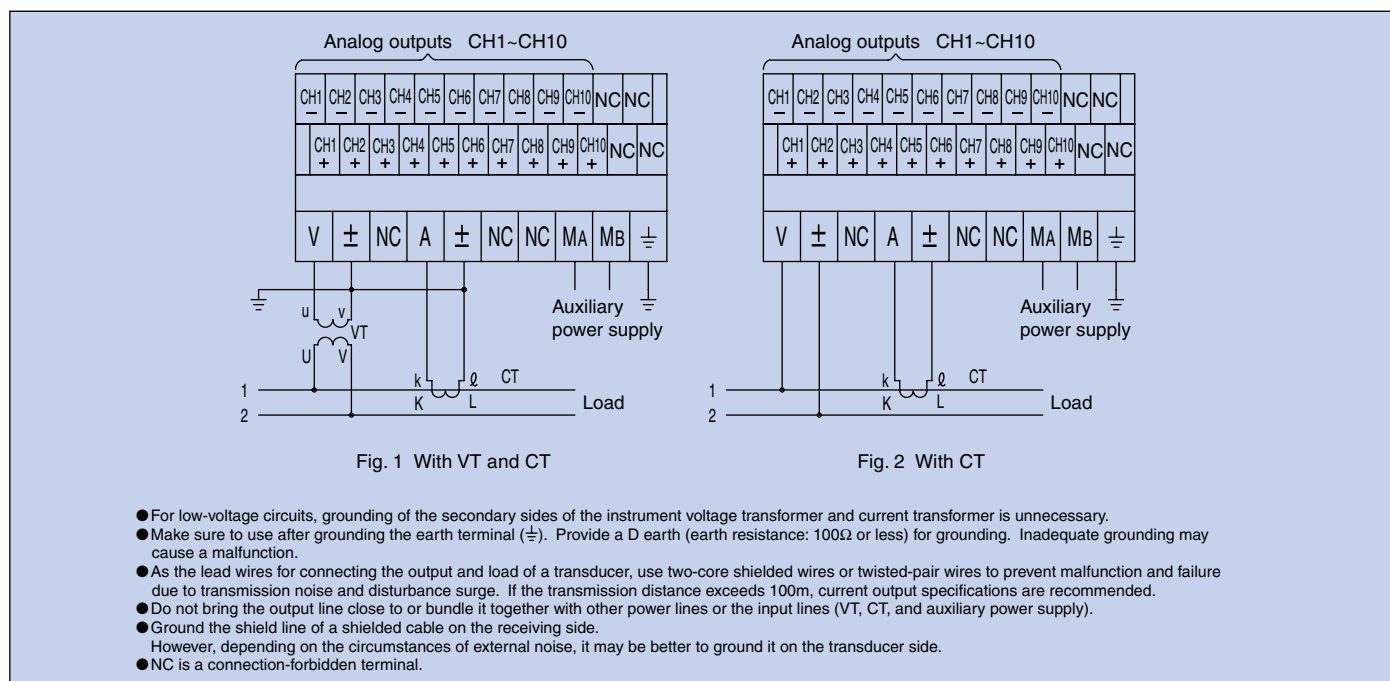 Analog outputs CH1~CH10
CH1 CH2 CH3 CH4 CH5 CH6 CH7 CH8 CH9 CH10 NC NC
− − − − − − − − − −
CH1 CH2 CH3 CH4 CH5 CH6 CH7 CH8 CH9 CH10 NC NC
+ + + + + + + + + +
V ± NC A ± NC NC MA MB ⏚
Auxiliary
power supply
u v
VT
U V
k ℓ CT
1
K L
Load
2
Fig. 1 With VT and CT
Analog outputs CH1~CH10
CH1 CH2 CH3 CH4 CH5 CH6 CH7 CH8 CH9 CH10 NC NC
− − − − − − − − − −
CH1 CH2 CH3 CH4 CH5 CH6 CH7 CH8 CH9 CH10 NC NC
+ + + + + + + + + +
V ± NC A ± NC NC MA MB ⏚
Auxiliary
power supply
k ℓ CT
1
K L
Load
2
Fig. 2 With CT
●For low-voltage circuits, grounding of the secondary sides of the instrument voltage transformer and current transformer is unnecessary.
●Make sure to use after grounding the earth terminal (⏚). Provide a D earth (earth resistance: 100Ω or less) for grounding. Inadequate grounding may
cause a malfunction.
●As the lead wires for connecting the output and load of a transducer, use two-core shielded wires or twisted-pair wires to prevent malfunction and failure
due to transmission noise and disturbance surge. If the transmission distance exceeds 100m, current output specifications are recommended.
●Do not bring the output line close to or bundle it together with other power lines or the input lines (VT, CT, and auxiliary power supply).
●Ground the shield line of a shielded cable on the receiving side.
However, depending on the circumstances of external noise, it may be better to ground it on the transducer side.
●NC is a connection-forbidden terminal.